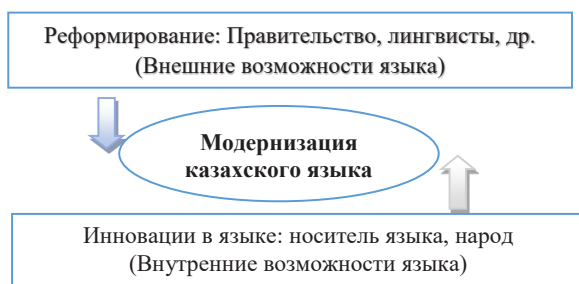 Реформирование: Правительство, лингвисты, др.
(Внешние возможности языка)
Модернизация
казахского языка
Инновации в языке: носитель языка, народ
(Внутренние возможности языка)